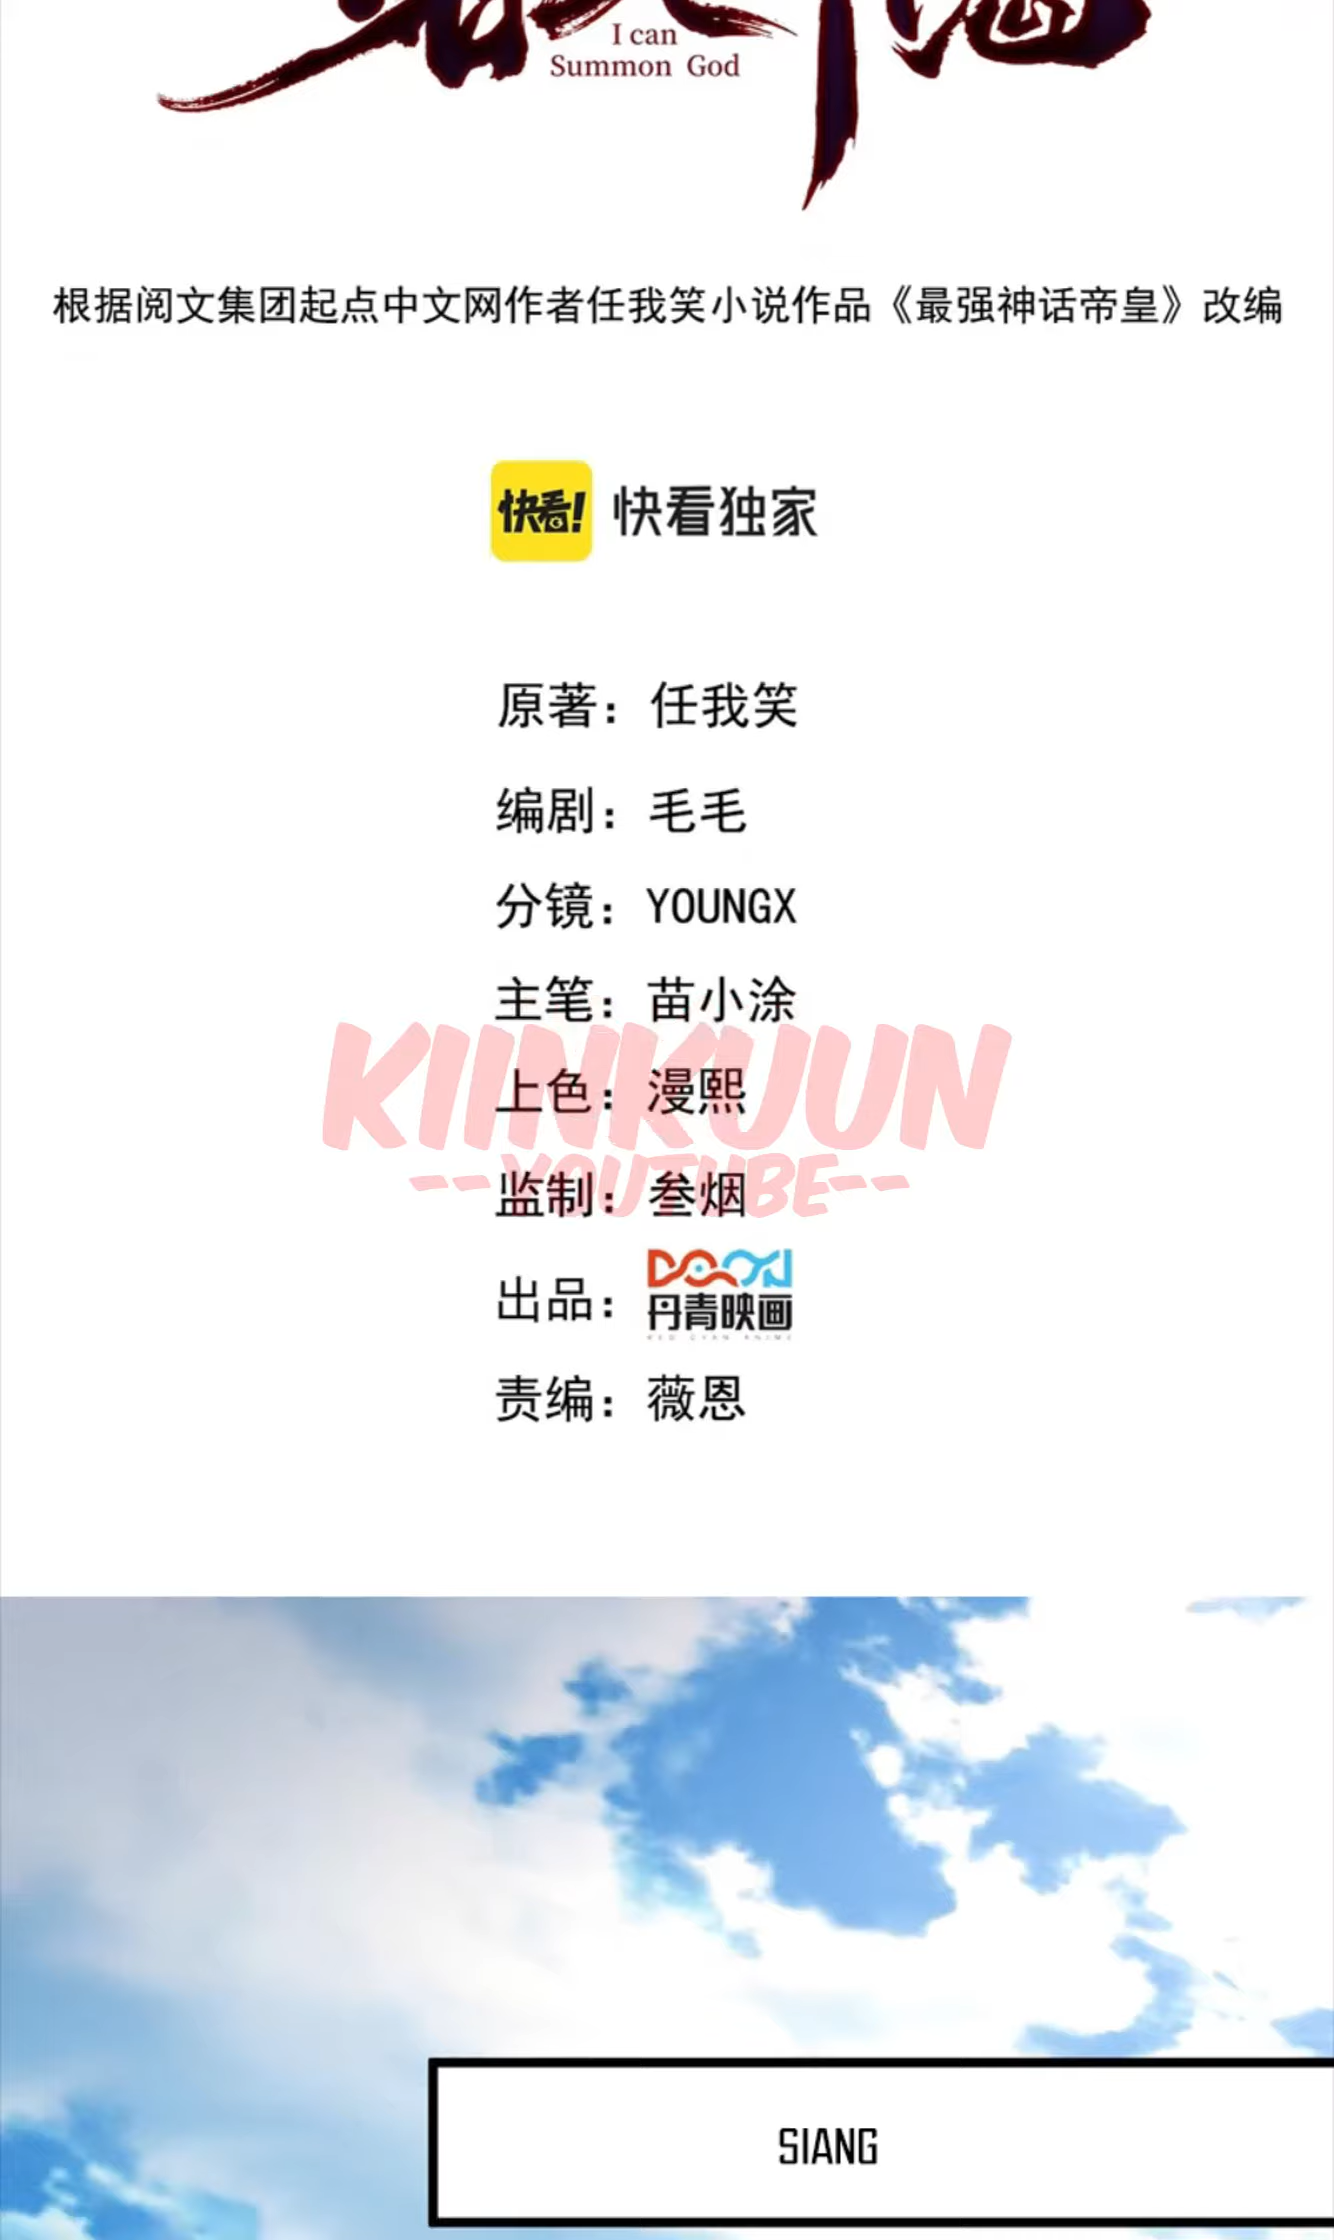 I can
Summon God
根据阅文集团起点中文网作者任我笑小说作品《最强神话帝皇》改编
快看! 快看独家
原著：任我笑
编剧：毛毛
分镜：YOUNGX
主笔：苗小涂
上色：漫熙
监制：叁烟
KIINKUUN
--YOUTUBE--
出品：丹青映画
责编：薇恩
SIANG